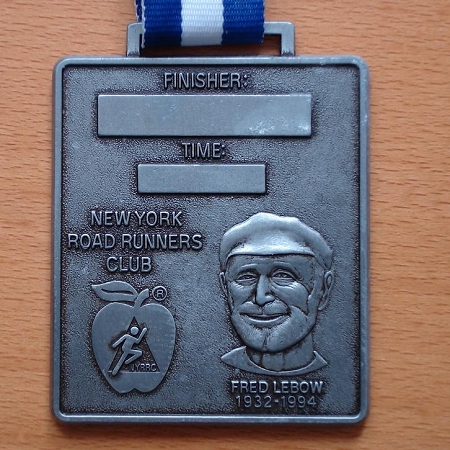 FINISHER:
TIME:
NEW YORK
ROAD RUNNERS
CLUB
®
NYRRC
FRED LEBOW
1932-1994